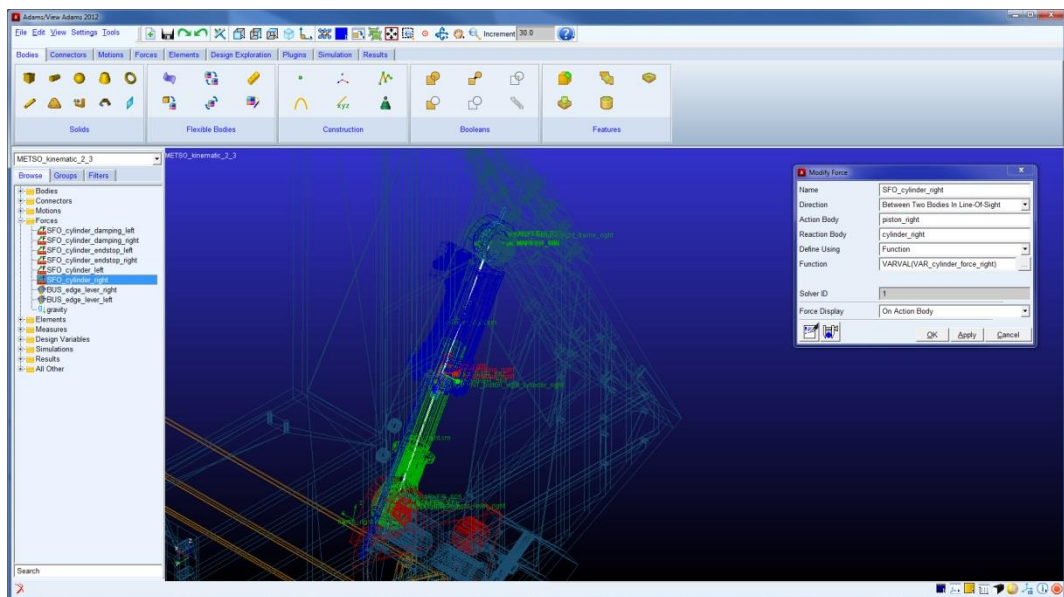 Adams/View Adams 2012
File Edit View Settings Tools
Increment 30.0
Bodies Connectors Motions Forces Elements Design Exploration Plugins Simulation Results
Solids Flexible Bodies Construction Booleans Features
METSO_kinematic_2_3
METSO_kinematic_2_3
Browse Groups Filters
Bodies
Connectors
Motions
Forces
SFO_cylinder_damping_left
SFO_cylinder_damping_right
SFO_cylinder_endstop_left
SFO_cylinder_endstop_right
SFO_cylinder_left
SFO_cylinder_right
BUS_edge_lever_right
BUS_edge_lever_left
gravity
Elements
Measures
Design Variables
Simulations
Results
All Other
Search
Modify Force
Name SFO_cylinder_right
Direction Between Two Bodies In Line-Of-Sight
Action Body piston_right
Reaction Body cylinder_right
Define Using Function
Function VARVAL(VAR_cylinder_force_right) ...
Solver ID 1
Force Display On Action Body
OK Apply Cancel